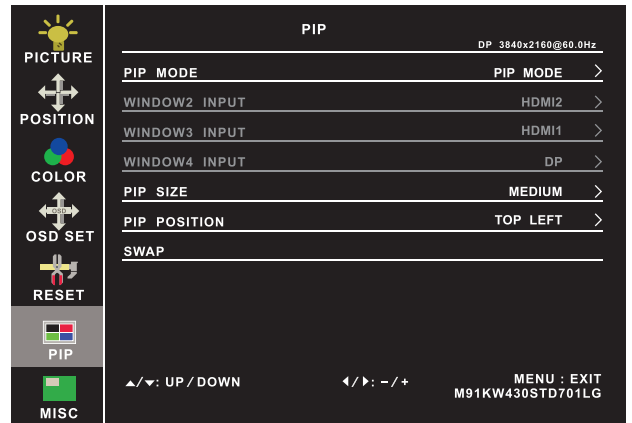 PICTURE
POSITION
COLOR
OSD
OSD SET
RESET
PIP
MISC
PIP
DP 3840x2160@60.0Hz
PIP MODE PIP MODE >
WINDOW2 INPUT HDMI2 >
WINDOW3 INPUT HDMI1 >
WINDOW4 INPUT DP >
PIP SIZE MEDIUM >
PIP POSITION TOP LEFT >
SWAP
▲/▼: UP / DOWN ◀/▶: – / + MENU : EXIT
M91KW430STD701LG